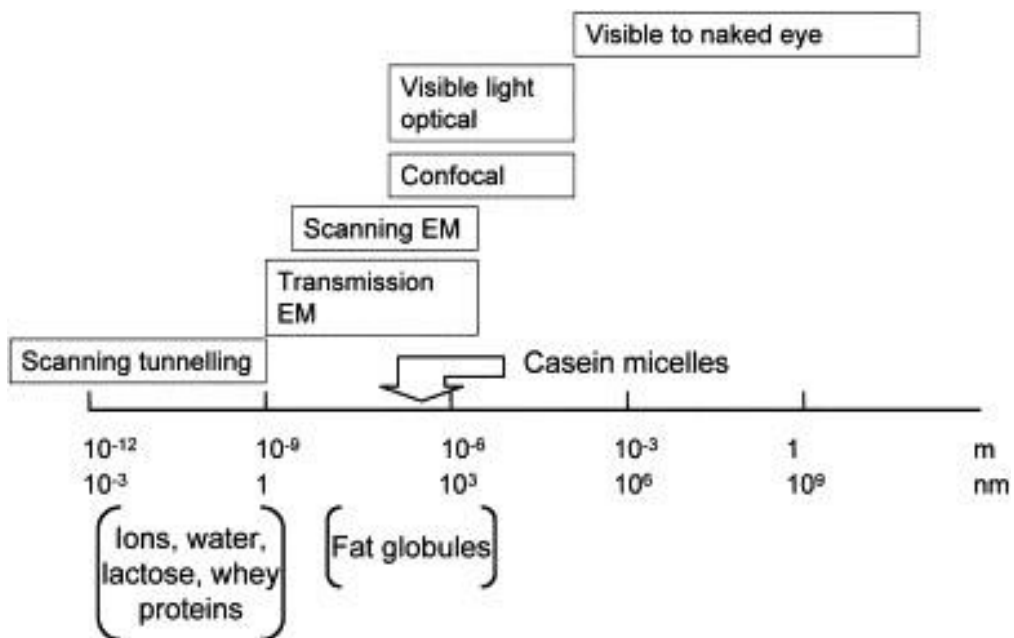 Visible to naked eye
Visible light
optical
Confocal
Scanning EM
Transmission
EM
Scanning tunnelling
Casein micelles
10⁻¹² 10⁻⁹ 10⁻⁶ 10⁻³ 1 m
10⁻³ 1 10³ 10⁶ 10⁹ nm
Ions, water,
lactose, whey
proteins
Fat globules